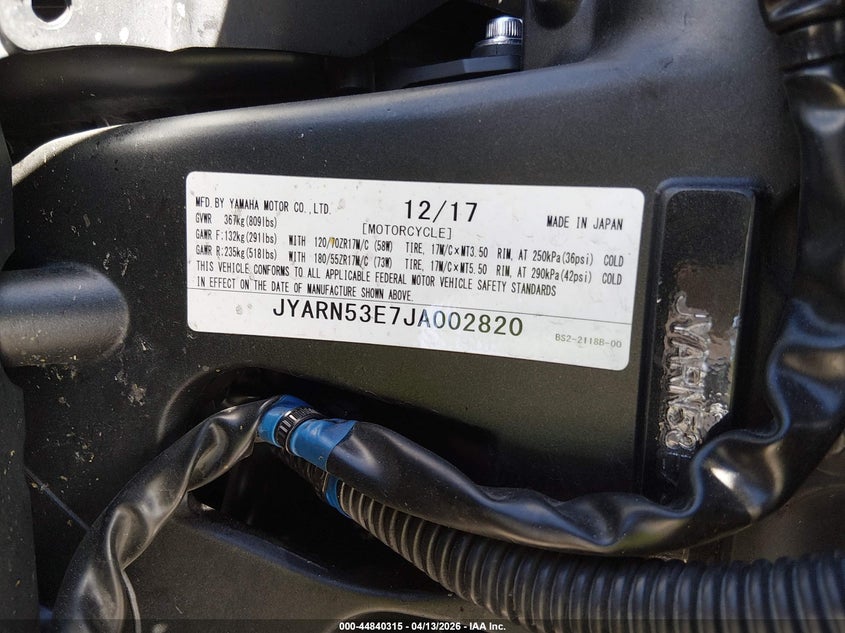 MFD. BY YAMAHA MOTOR CO.,LTD. 12/17 MADE IN JAPAN
GVWR 367kg(809lbs) [MOTORCYCLE]
GAWR F:132kg(291lbs) WITH 120/70ZR17M/C (58W) TIRE, 17M/C×MT3.50 RIM, AT 250kPa(36psi) COLD
GAWR R:235kg(518lbs) WITH 180/55ZR17M/C (73W) TIRE, 17M/C×MT5.50 RIM, AT 290kPa(42psi) COLD
THIS VEHICLE CONFORMS TO ALL APPLICABLE FEDERAL MOTOR VEHICLE SAFETY STANDARDS
IN EFFECT ON THE DATE OF MANUFACTURE SHOWN ABOVE.
JYARN53E7JA002820
BS2-2118B-00
JYARN53
000-44840315 - 04/13/2026 - IAA Inc.